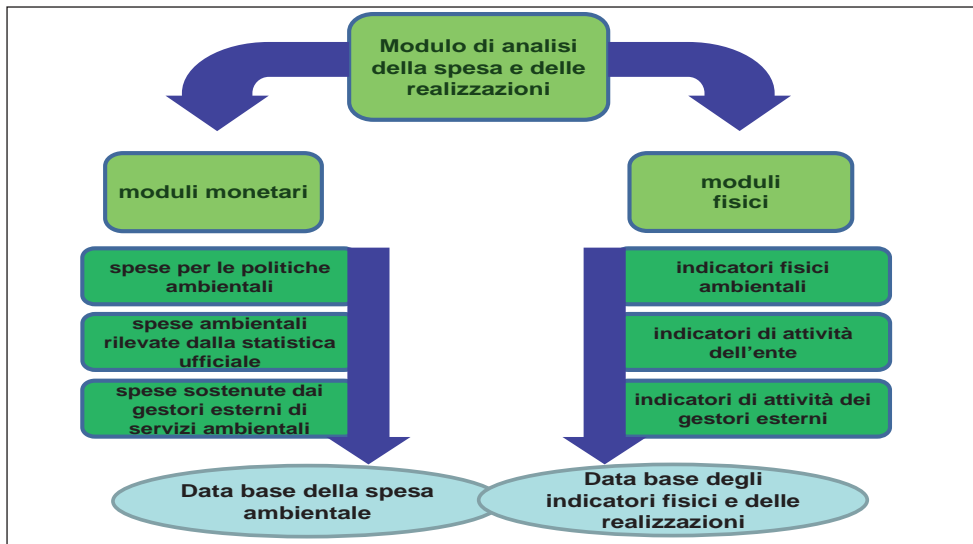 Modulo di analisi
della spesa e delle
realizzazioni
moduli monetari
spese per le politiche
ambientali
spese ambientali
rilevate dalla statistica
ufficiale
spese sostenute dai
gestori esterni di
servizi ambientali
Data base della spesa
ambientale
moduli
fisici
indicatori fisici
ambientali
indicatori di attività
dell'ente
indicatori di attività dei
gestori esterni
Data base degli
indicatori fisici e delle
realizzazioni